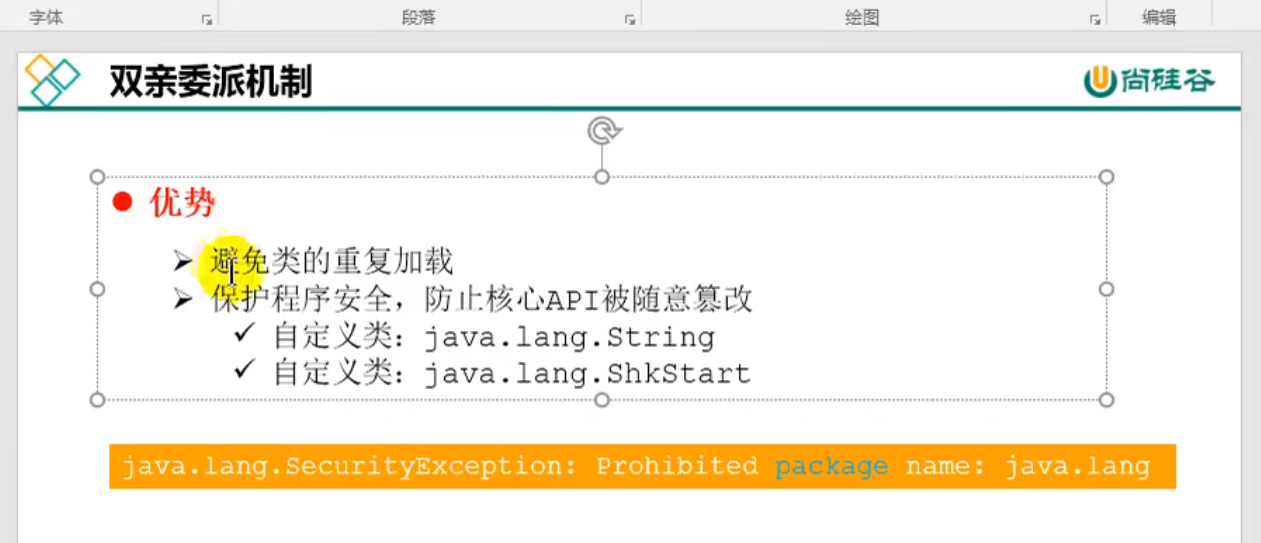 字体 段落 绘图 编辑
双亲委派机制 尚硅谷
优势
避免类的重复加载
保护程序安全，防止核心API被随意篡改
自定义类：java.lang.String
自定义类：java.lang.ShkStart
java.lang.SecurityException: Prohibited package name: java.lang